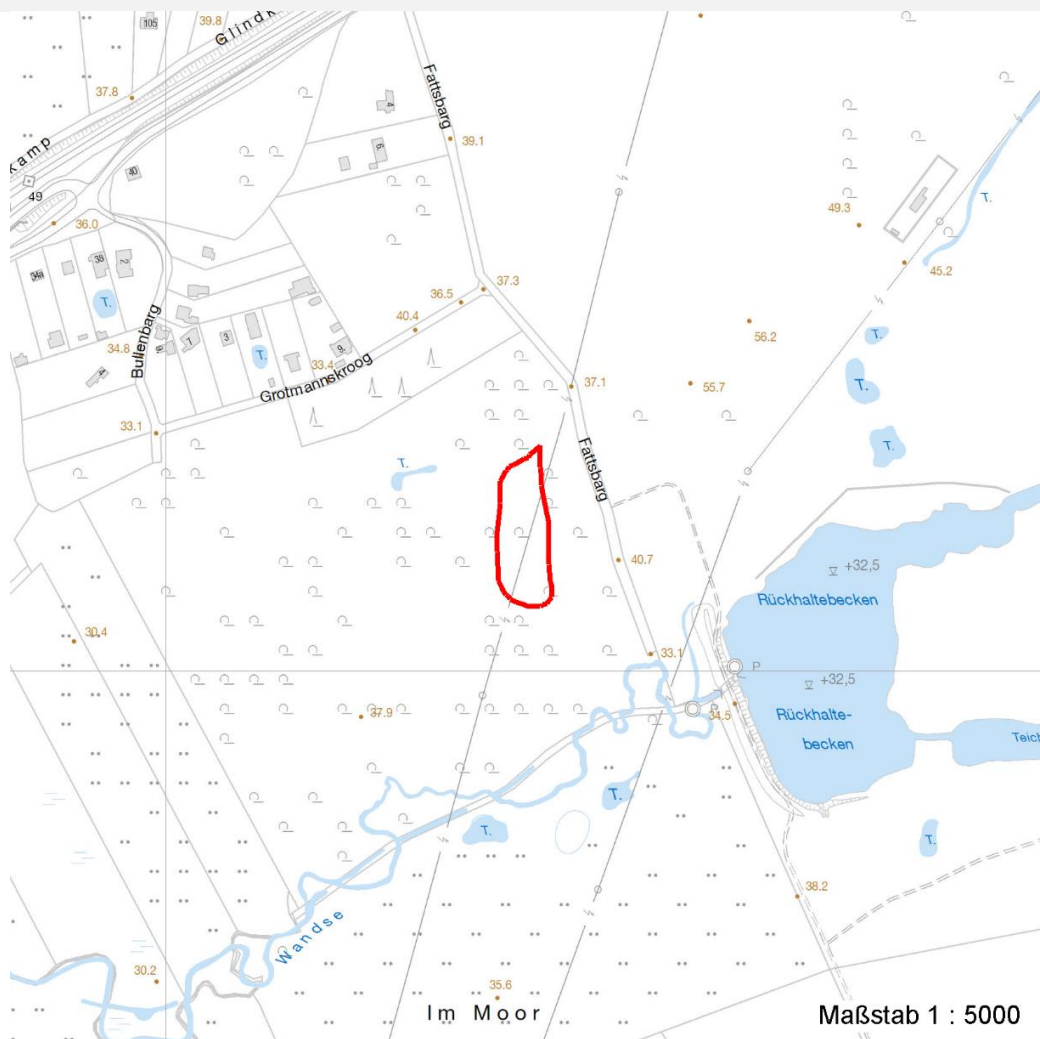 105
39.8
Glindk
37.8
Fattsbarg
4
39.1
6
kamp
40
49
36.0
49.3
T.
34a
38
2
45.2
T.
37.3
36.5
40.4
56.2
Bullenbarg
34.8
7
3
T.
9
T.
33.4
Grotmannskroog
37.1
55.7
T.
33.1
Fattsbarg
T.
T.
40.7
+32,5
Rückhaltebecken
30.4
33.1
P
+32,5
37.9
34.5
Rückhalte-
becken
Teich
T.
T.
T.
38.2
Wandse
30.2
35.6
Im Moor
Maßstab 1 : 5000